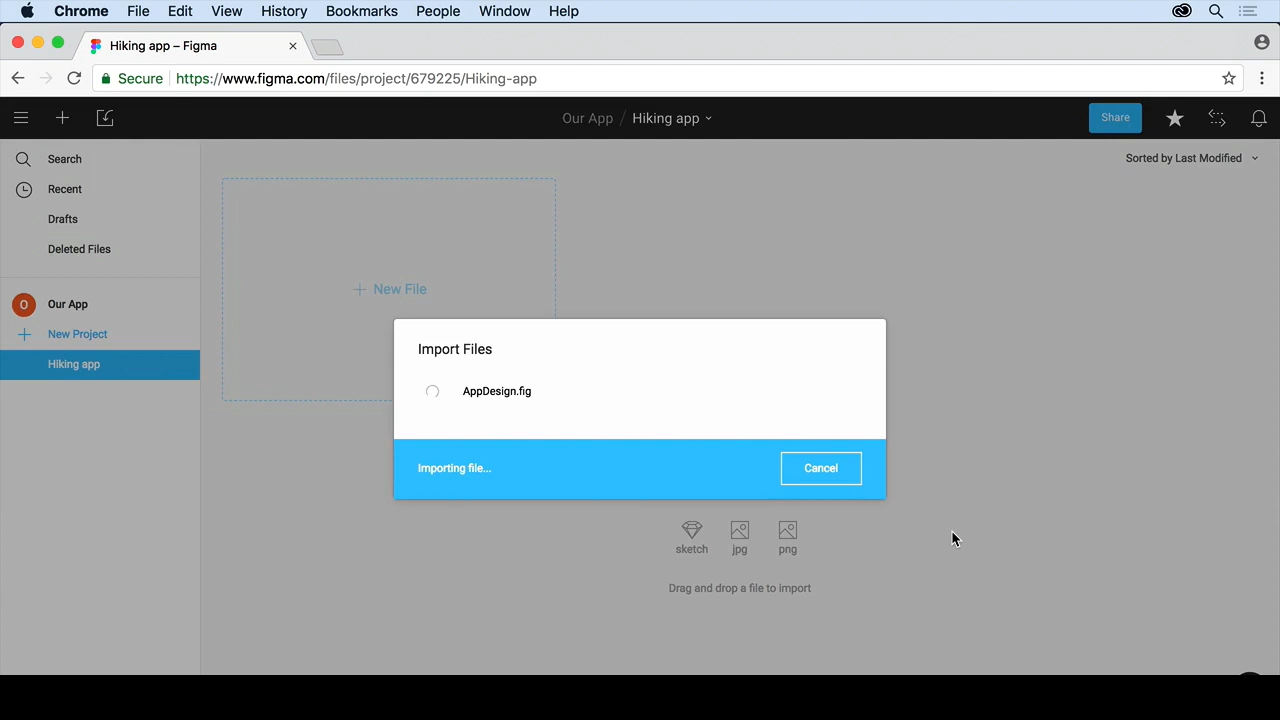 Chrome File Edit View History Bookmarks People Window Help
Hiking app – Figma
Secure https://www.figma.com/files/project/679225/Hiking-app
Our App / Hiking app
Share
Search
Sorted by Last Modified
Recent
Drafts
Deleted Files
+ New File
O Our App
New Project
Hiking app
Import Files
AppDesign.fig
Importing file...
Cancel
sketch jpg png
Drag and drop a file to import